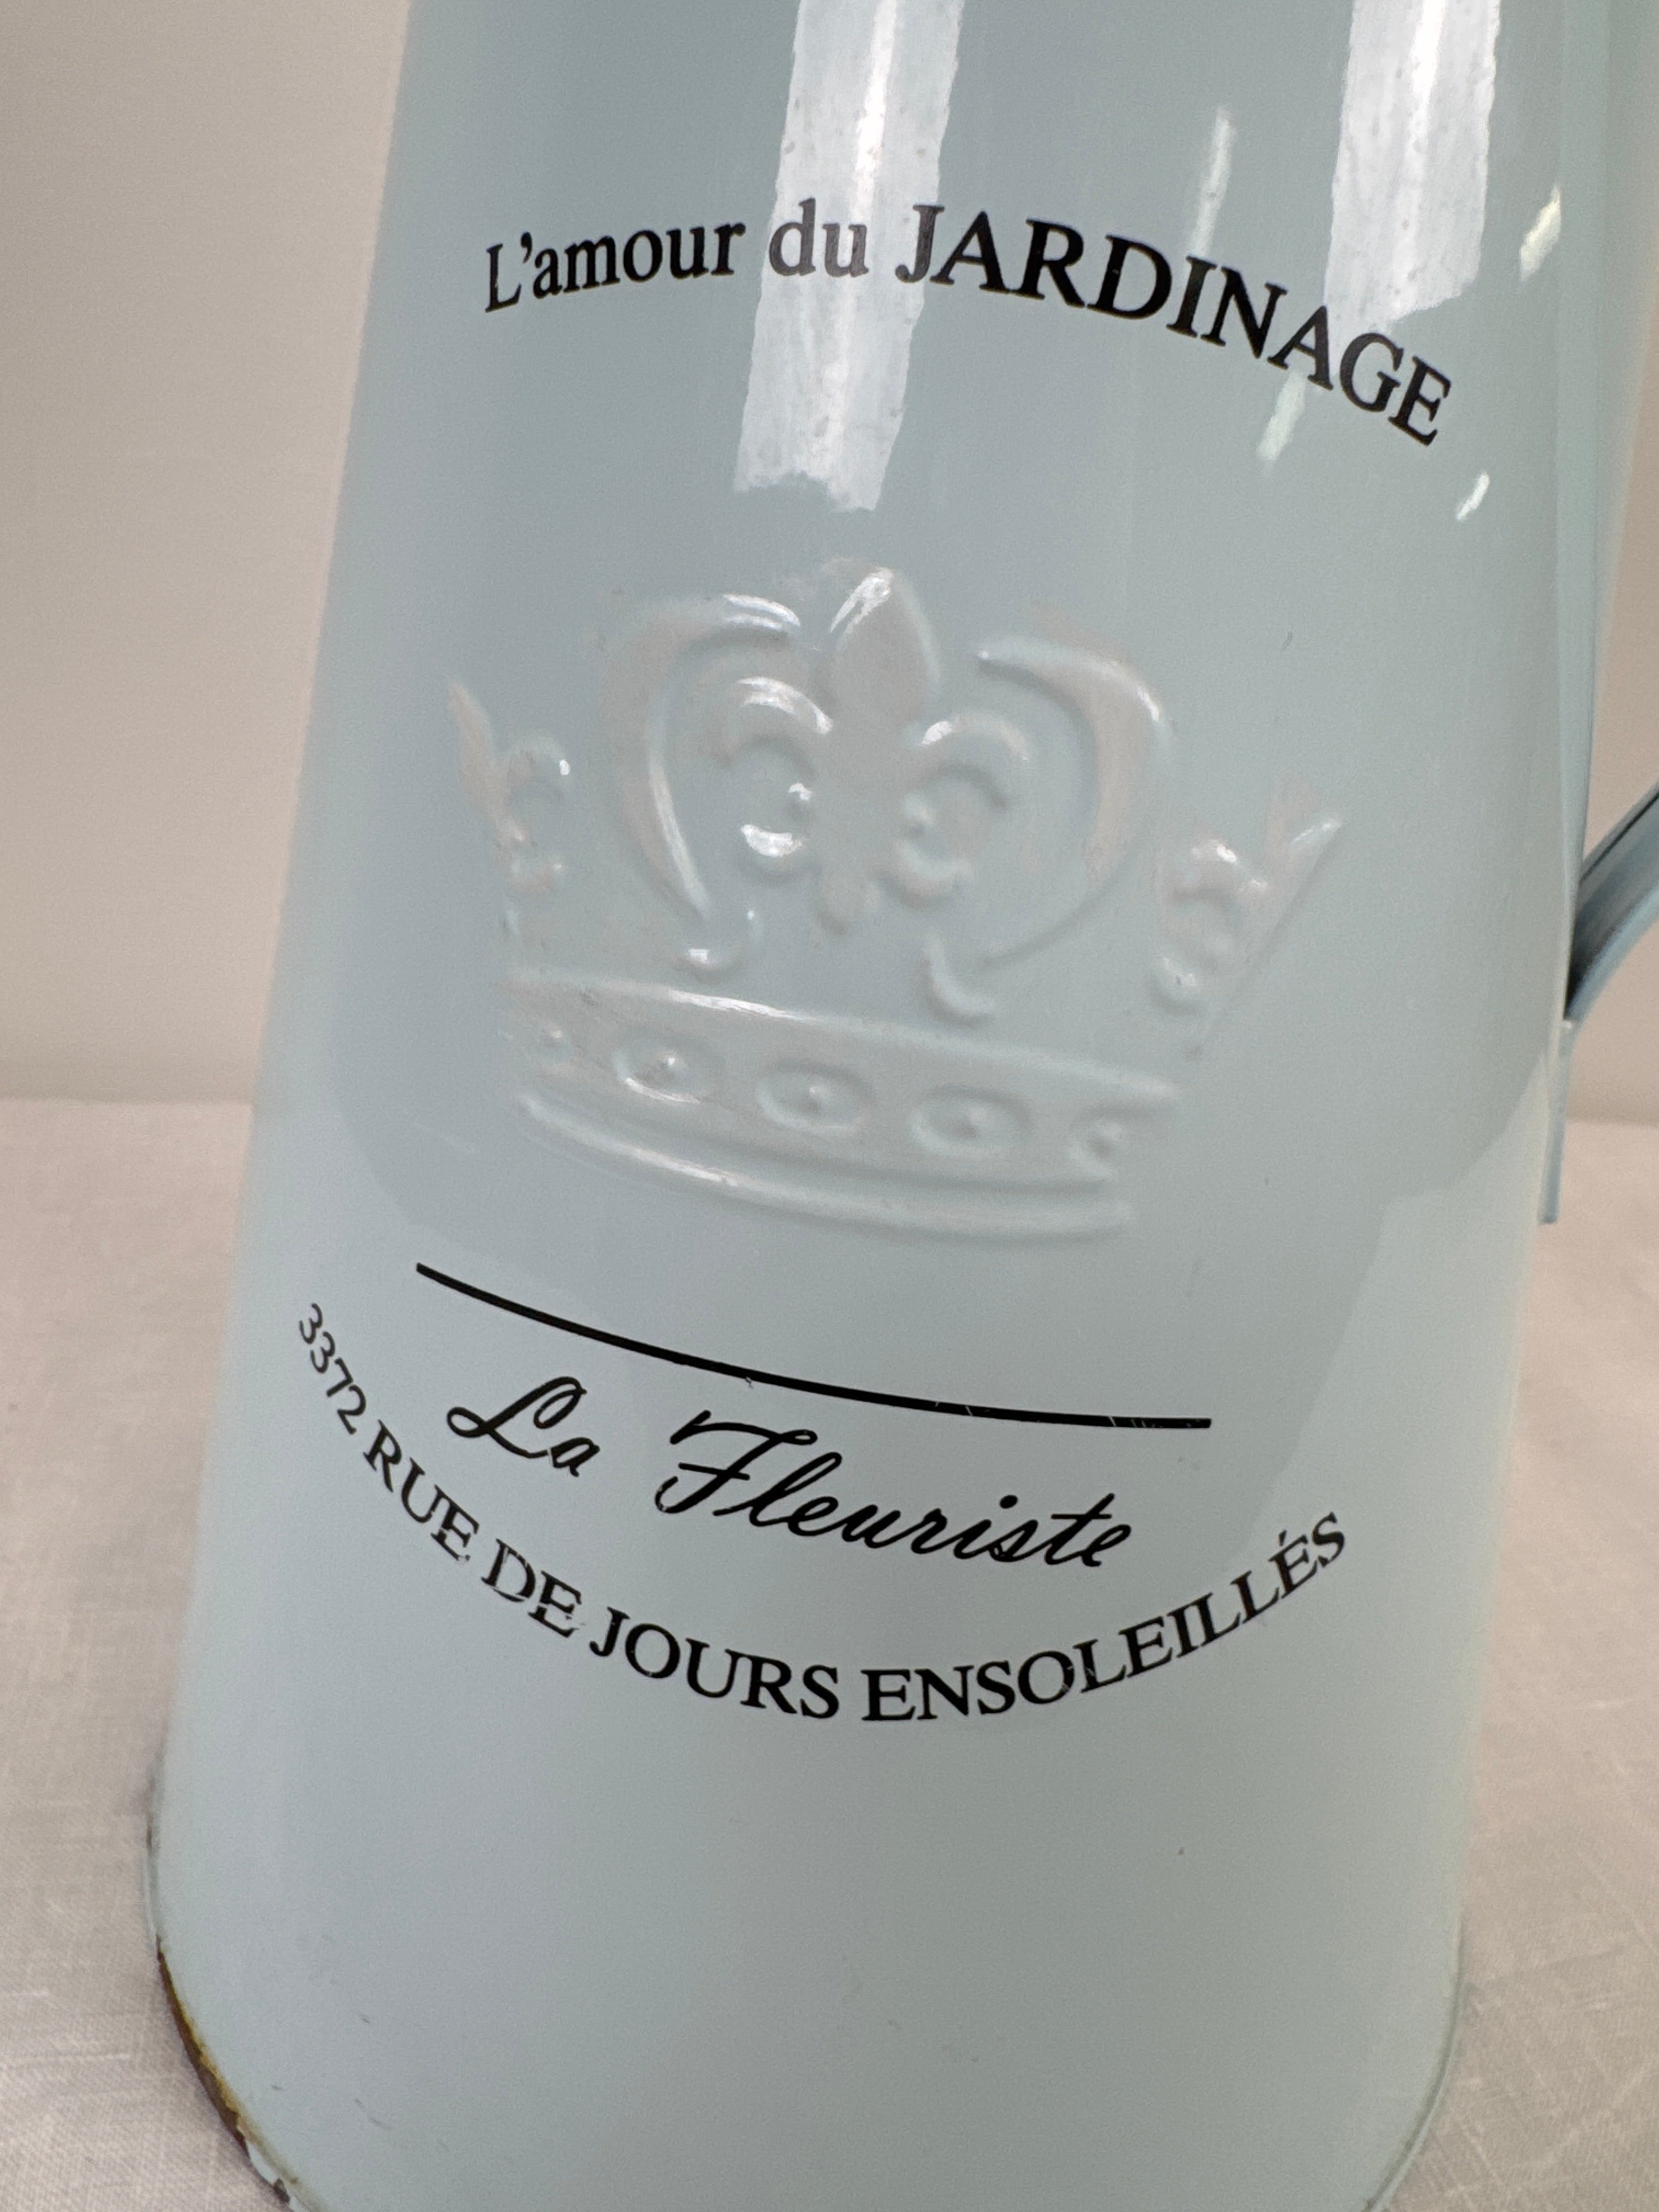 L'amour du JARDINAGE
La Fleuriste
3372 RUE DE JOURS ENSOLEILLÉS